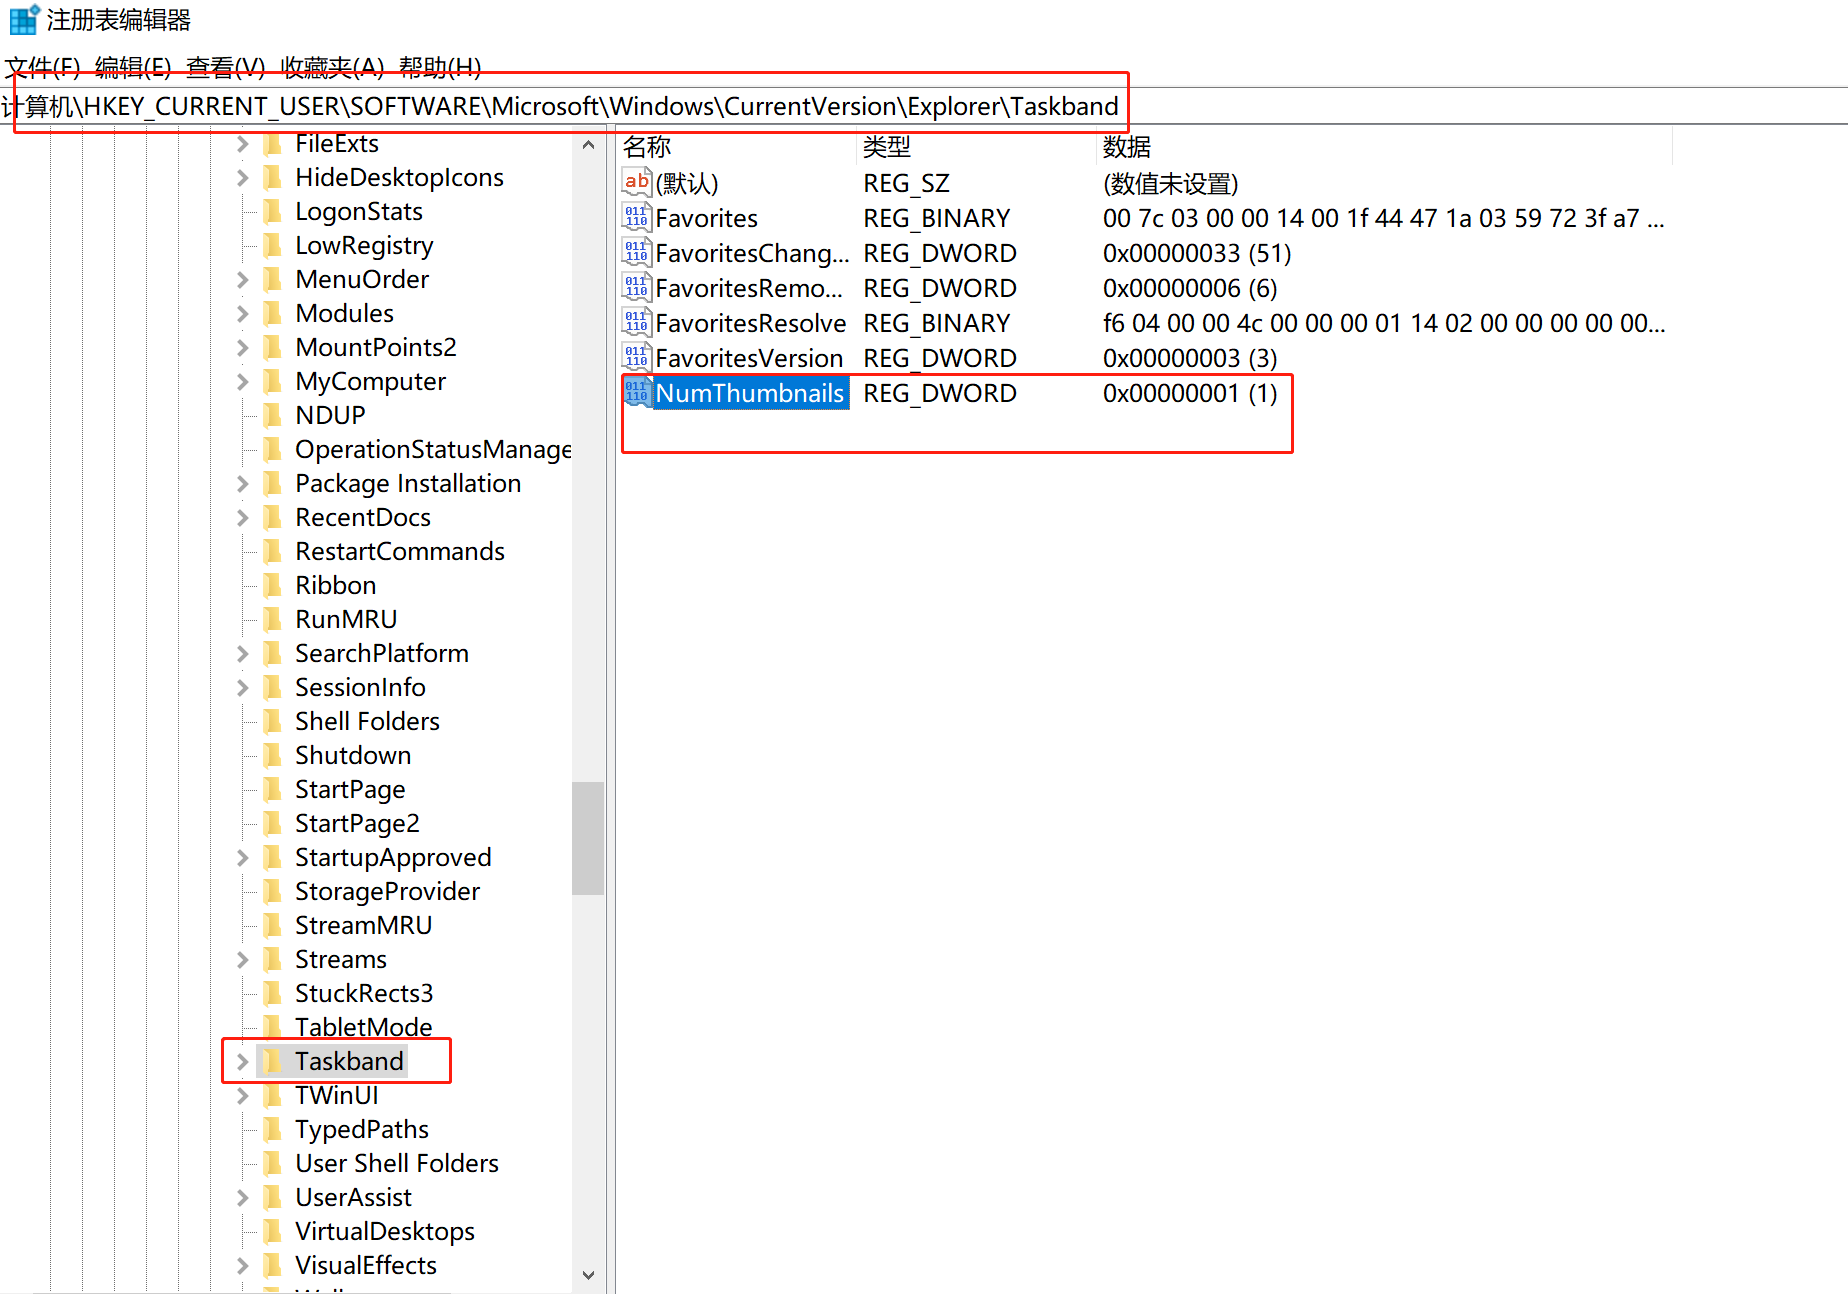 注册表编辑器
文件(F) 编辑(E) 查看(V) 收藏夹(A) 帮助(H)
计算机\HKEY_CURRENT_USER\SOFTWARE\Microsoft\Windows\CurrentVersion\Explorer\Taskband
FileExts
HideDesktopIcons
LogonStats
LowRegistry
MenuOrder
Modules
MountPoints2
MyComputer
NDUP
OperationStatusManage
Package Installation
RecentDocs
RestartCommands
Ribbon
RunMRU
SearchPlatform
SessionInfo
Shell Folders
Shutdown
StartPage
StartPage2
StartupApproved
StorageProvider
StreamMRU
Streams
StuckRects3
TabletMode
Taskband
TWinUI
TypedPaths
User Shell Folders
UserAssist
VirtualDesktops
VisualEffects
名称 类型 数据
(默认) REG_SZ (数值未设置)
Favorites REG_BINARY 00 7c 03 00 00 14 00 1f 44 47 1a 03 59 72 3f a7 ...
FavoritesChang... REG_DWORD 0x00000033 (51)
FavoritesRemo... REG_DWORD 0x00000006 (6)
FavoritesResolve REG_BINARY f6 04 00 00 4c 00 00 00 01 14 02 00 00 00 00 00...
FavoritesVersion REG_DWORD 0x00000003 (3)
NumThumbnails REG_DWORD 0x00000001 (1)